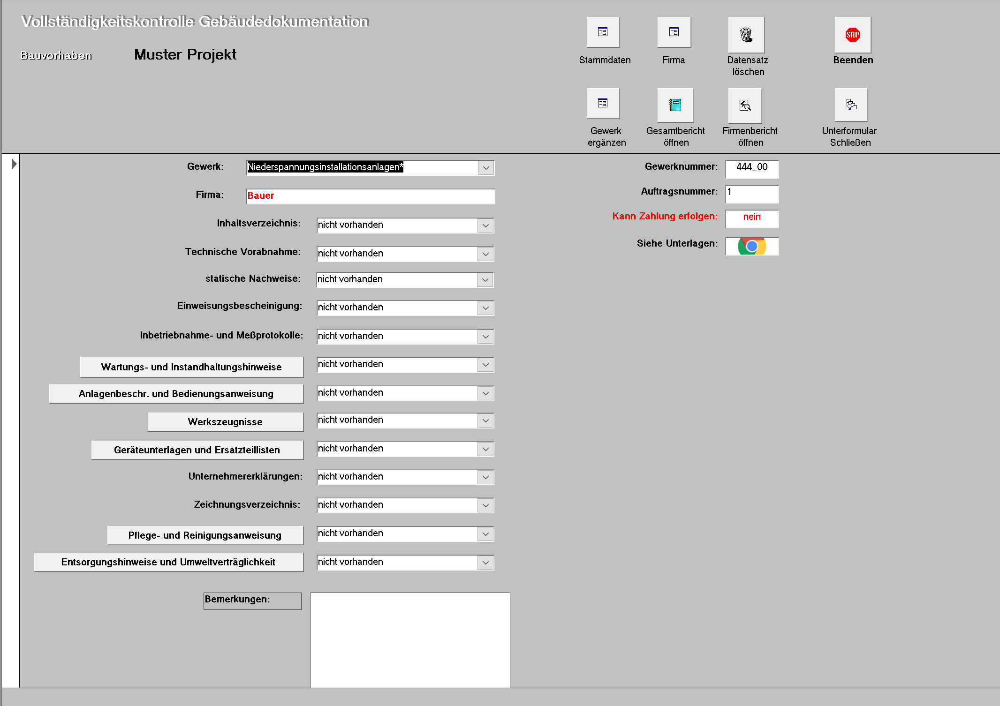 Vollständigkeitskontrolle Gebäudedokumentation
Bauvorhaben Muster Projekt
Stammdaten
Firma
Datensatz
löschen
STOP
Beenden
Gewerk
ergänzen
Gesamtbericht
öffnen
Firmenbericht
öffnen
Unterformular
Schließen
Gewerk: Niederspannungsinstallationsanlagen*
Firma: Bauer
Inhaltsverzeichnis: nicht vorhanden
Technische Vorabnahme: nicht vorhanden
statische Nachweise: nicht vorhanden
Einweisungsbescheinigung: nicht vorhanden
Inbetriebnahme- und Meßprotokolle: nicht vorhanden
Wartungs- und Instandhaltungshinweise nicht vorhanden
Anlagenbeschr. und Bedienungsanweisung nicht vorhanden
Werkszeugnisse nicht vorhanden
Geräteunterlagen und Ersatzteillisten nicht vorhanden
Unternehmererklärungen: nicht vorhanden
Zeichnungsverzeichnis: nicht vorhanden
Pflege- und Reinigungsanweisung nicht vorhanden
Entsorgungshinweise und Umweltverträglichkeit nicht vorhanden
Bemerkungen:
Gewerknummer: 444_00
Auftragsnummer: 1
Kann Zahlung erfolgen: nein
Siehe Unterlagen: